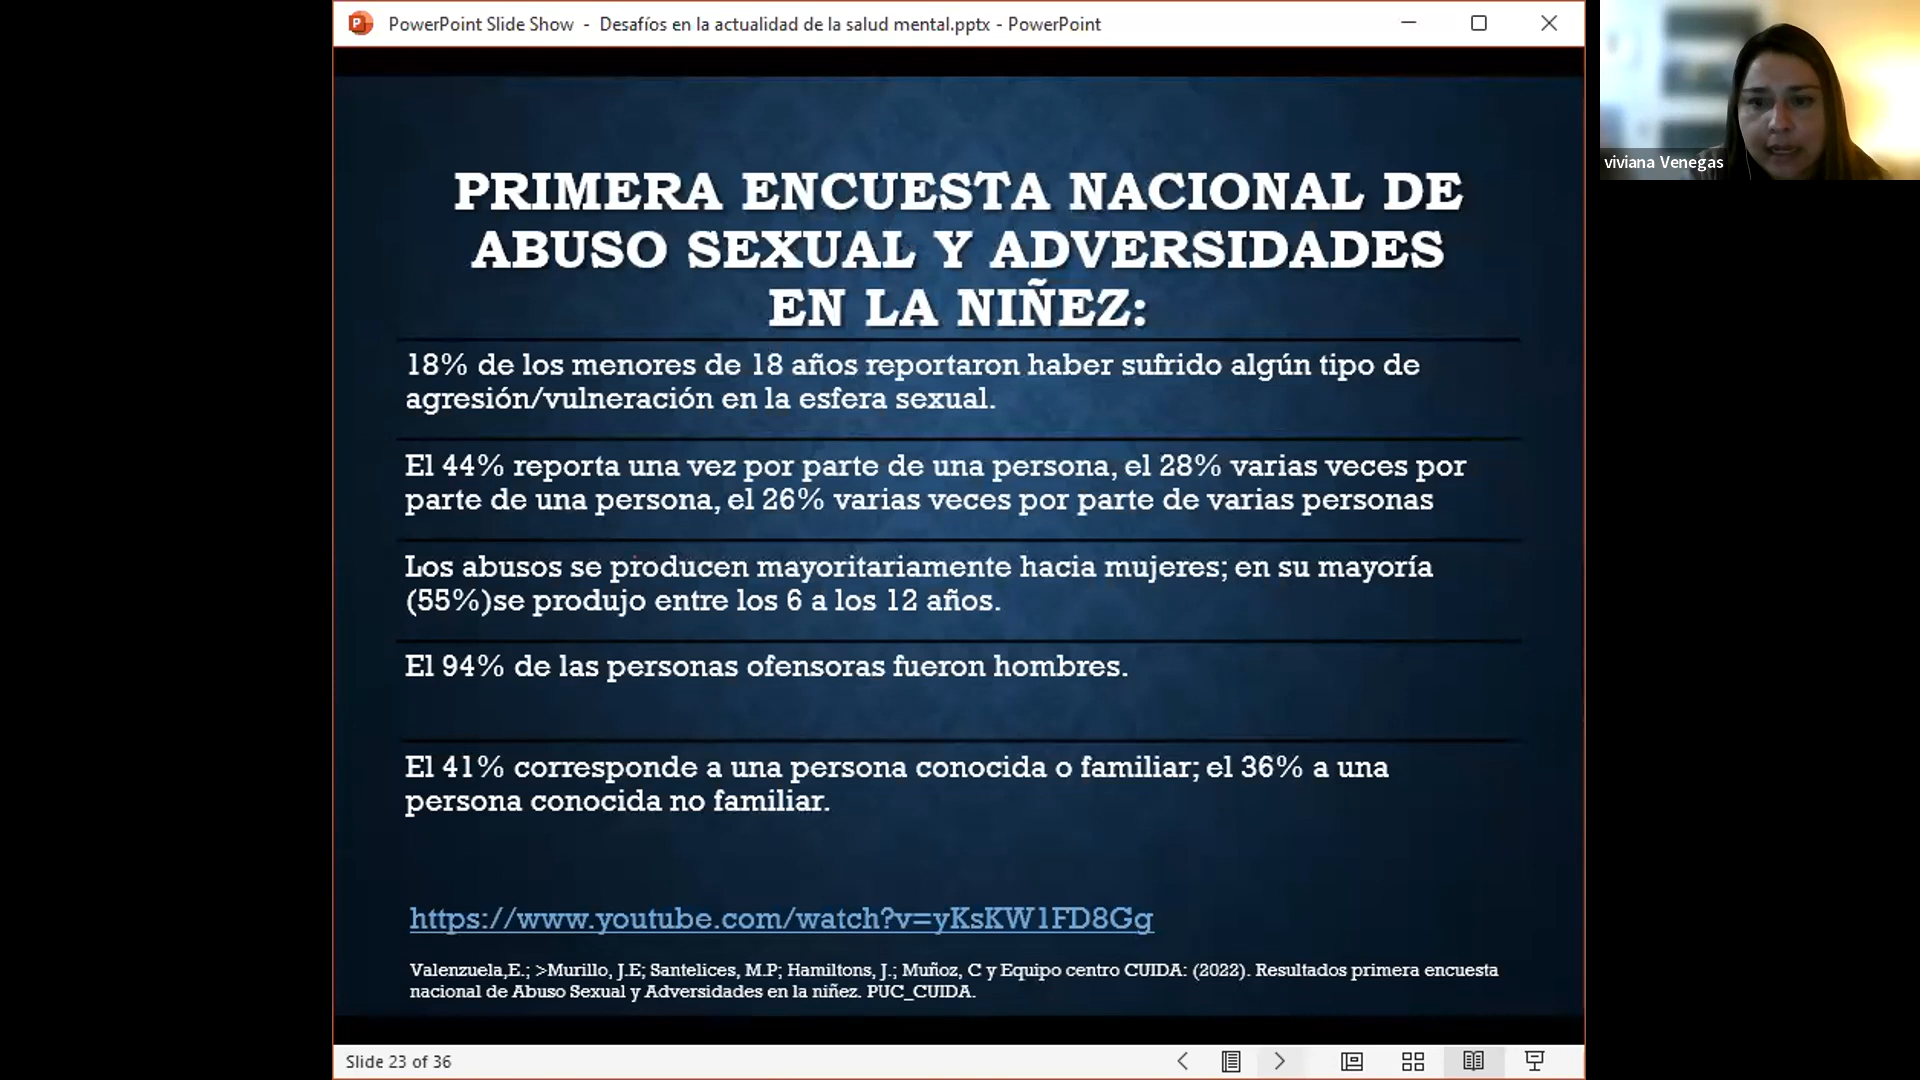 PowerPoint Slide Show - Desafíos en la actualidad de la salud mental.pptx - PowerPoint
viviana Venegas
PRIMERA ENCUESTA NACIONAL DE
ABUSO SEXUAL Y ADVERSIDADES
EN LA NIÑEZ:
18% de los menores de 18 años reportaron haber sufrido algún tipo de
agresión/vulneración en la esfera sexual.
El 44% reporta una vez por parte de una persona, el 28% varias veces por
parte de una persona, el 26% varias veces por parte de varias personas
Los abusos se producen mayoritariamente hacia mujeres; en su mayoría
(55%)se produjo entre los 6 a los 12 años.
El 94% de las personas ofensoras fueron hombres.
El 41% corresponde a una persona conocida o familiar; el 36% a una
persona conocida no familiar.
https://www.youtube.com/watch?v=yKsKW1FD8Gg
Valenzuela,E.; >Murillo, J.E; Santelices, M.P; Hamiltons, J.; Muñoz, C y Equipo centro CUIDA: (2022). Resultados primera encuesta
nacional de Abuso Sexual y Adversidades en la niñez. PUC_CUIDA.
Slide 23 of 36